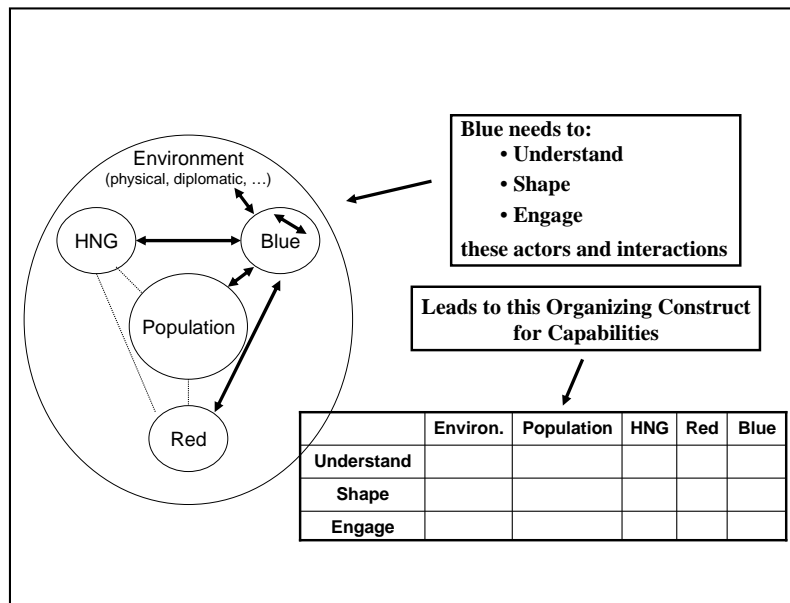 Environment
(physical, diplomatic, …)
HNG
Blue
Population
Red
Blue needs to:
• Understand
• Shape
• Engage
these actors and interactions
Leads to this Organizing Construct
for Capabilities
Environ. Population HNG Red Blue
Understand
Shape
Engage